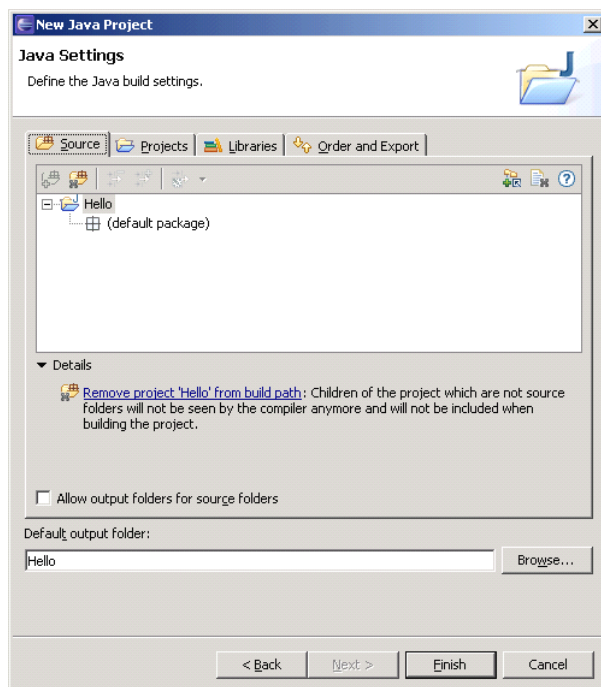 New Java Project
Java Settings
Define the Java build settings.
Source
Projects
Libraries
Order and Export
Hello
(default package)
Details
Remove project 'Hello' from build path: Children of the project which are not source
folders will not be seen by the compiler anymore and will not be included when
building the project.
Allow output folders for source folders
Default output folder:
Hello
Browse...
< Back
Next >
Finish
Cancel